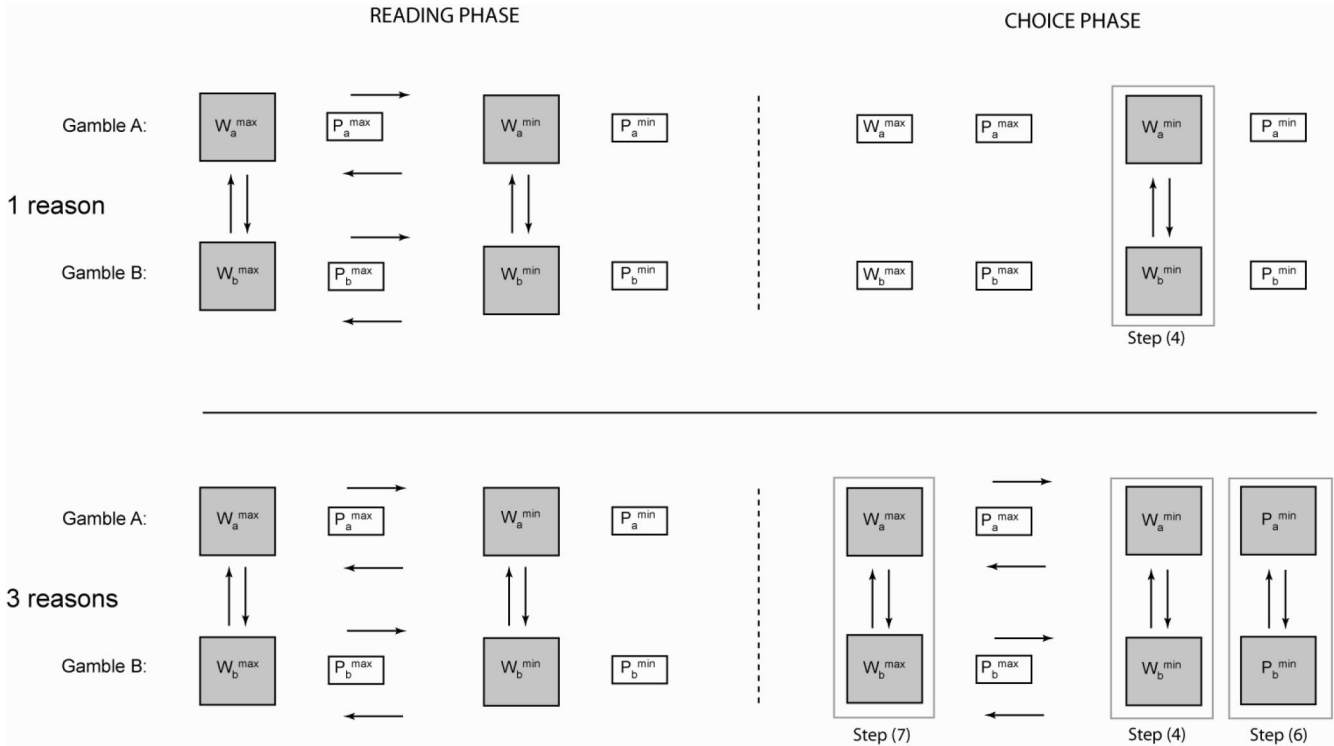 READING PHASE CHOICE PHASE
Gamble A: W_a^max P_a^max W_a^min P_a^min W_a^max P_a^max W_a^min P_a^min
1 reason
Gamble B: W_b^max P_b^max W_b^min P_b^min W_b^max P_b^max W_b^min P_b^min
Step (4)
Gamble A: W_a^max P_a^max W_a^min P_a^min W_a^max P_a^max W_a^min P_a^min
3 reasons
Gamble B: W_b^max P_b^max W_b^min P_b^min W_b^max P_b^max W_b^min P_b^min
Step (7) Step (4) Step (6)